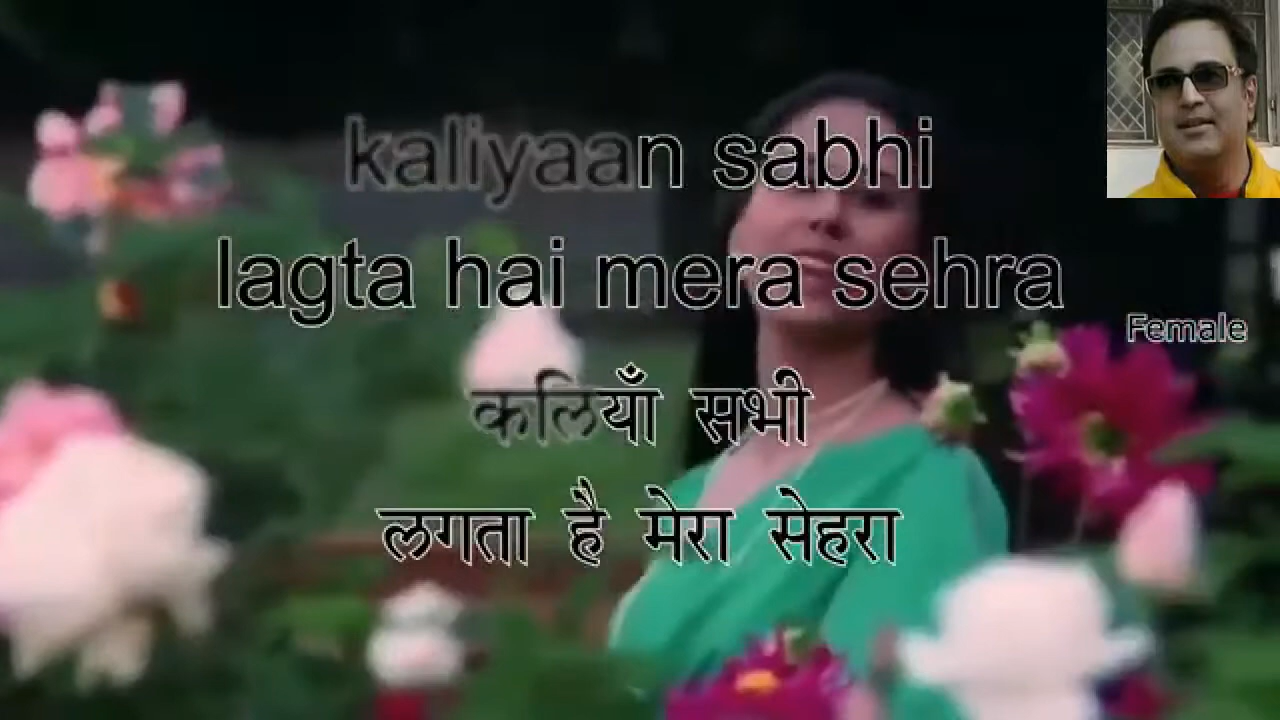 kaliyaan sabhi
lagta hai mera sehra
Female
कलियाँ सभी
लगता है मेरा सेहरा